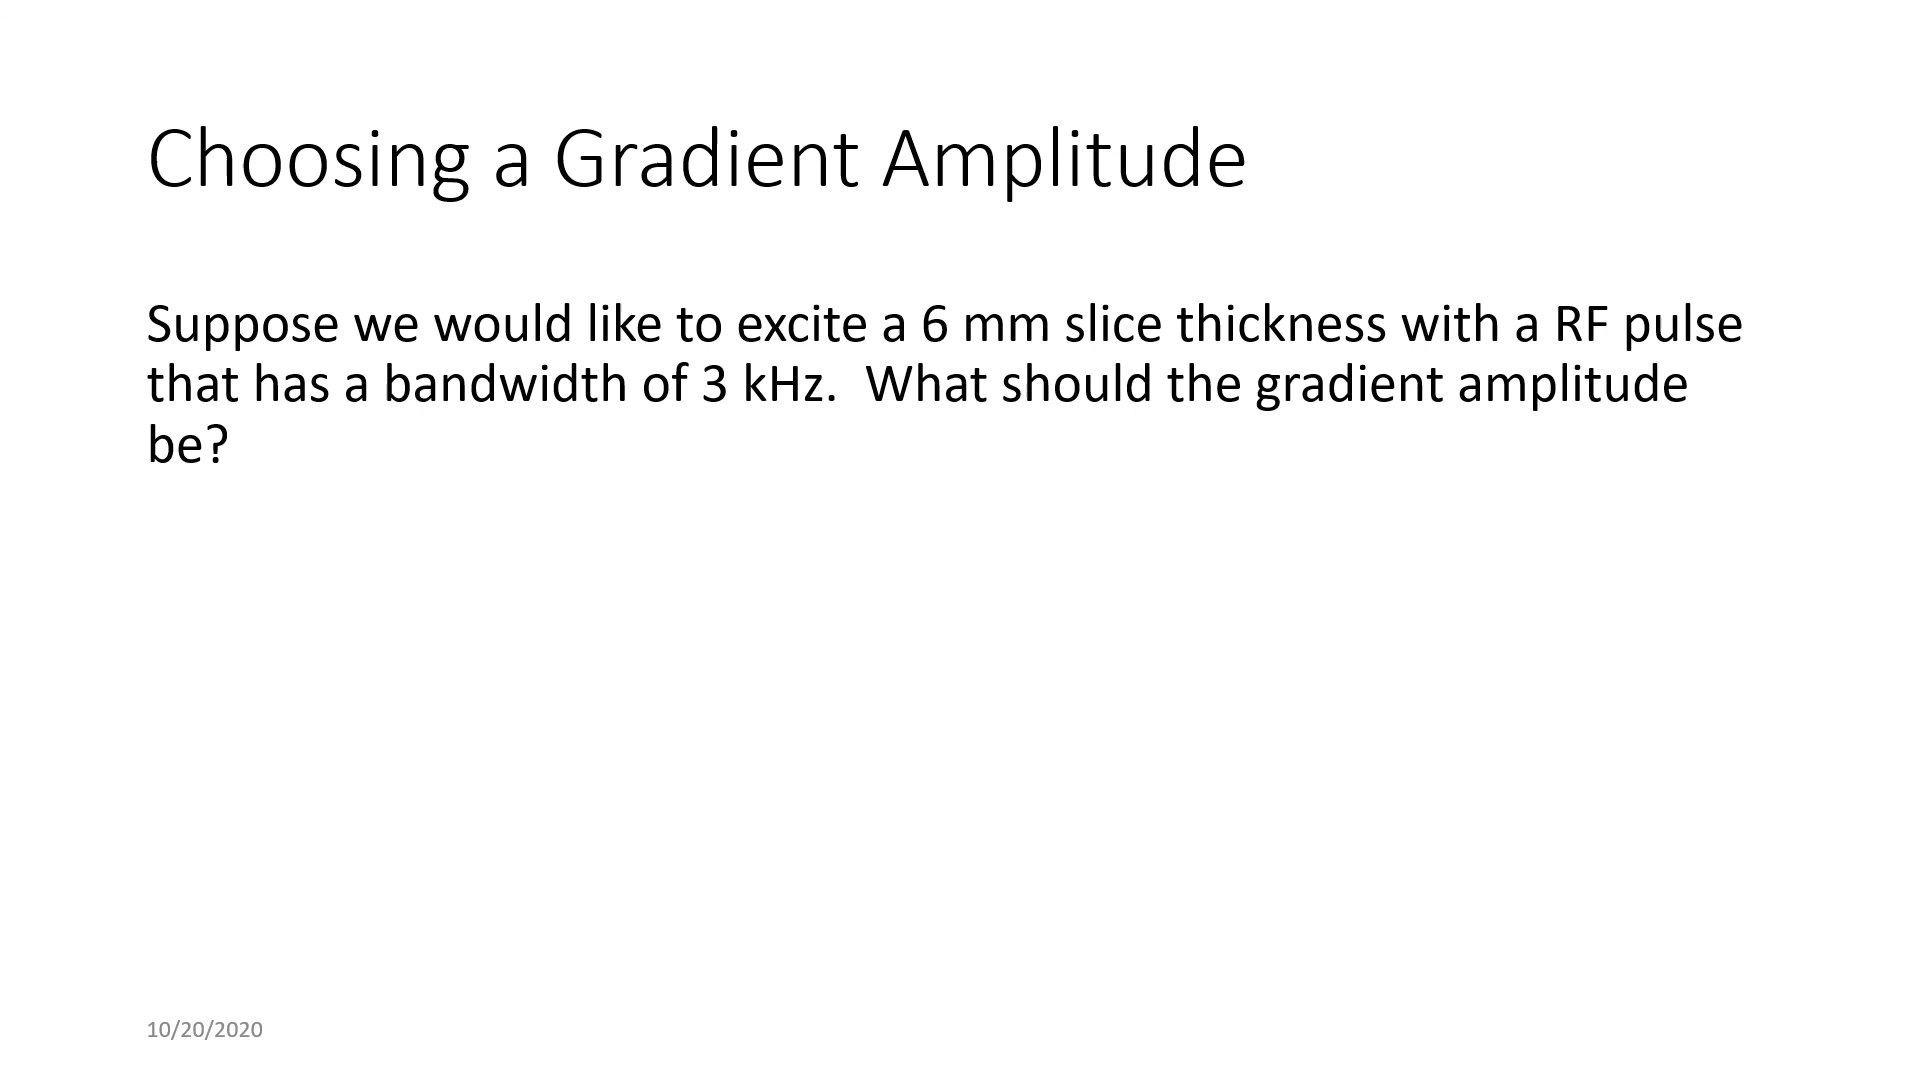 Choosing a Gradient Amplitude
Suppose we would like to excite a 6 mm slice thickness with a RF pulse
that has a bandwidth of 3 kHz.  What should the gradient amplitude
be?
10/20/2020